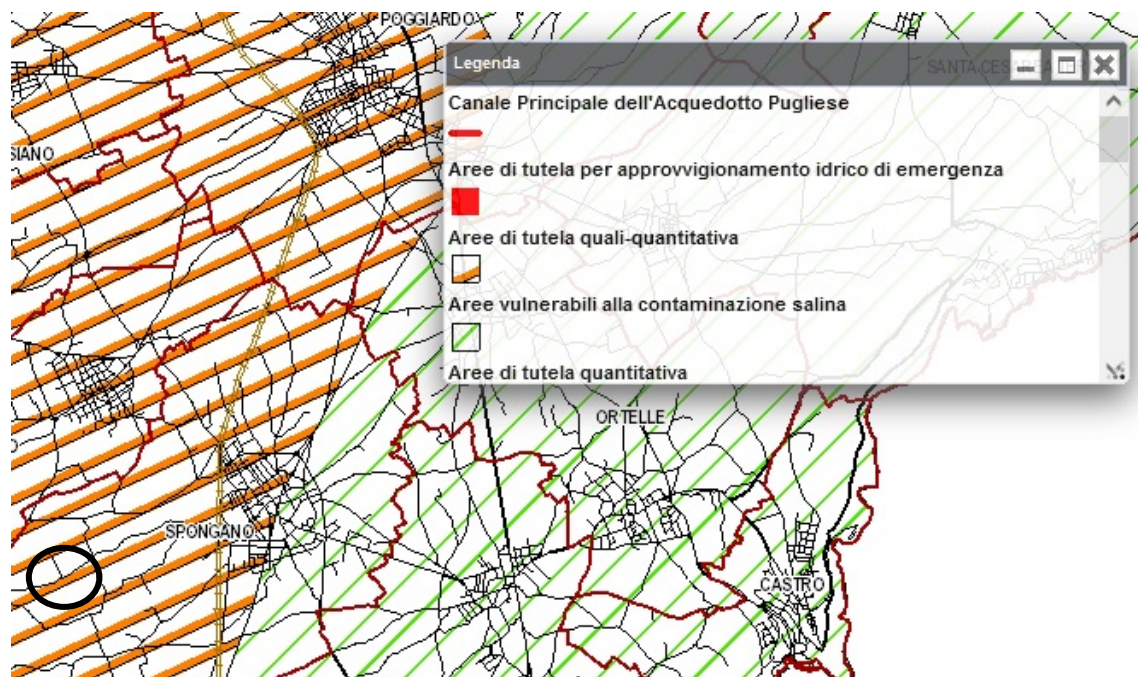 POGGIARDO
Legenda
SANTA CESAREA
Canale Principale dell'Acquedotto Pugliese
SIANO
Aree di tutela per approvvigionamento idrico di emergenza
Aree di tutela quali-quantitativa
Aree vulnerabili alla contaminazione salina
Aree di tutela quantitativa
ORTELLE
SPONGANO
CASTRO